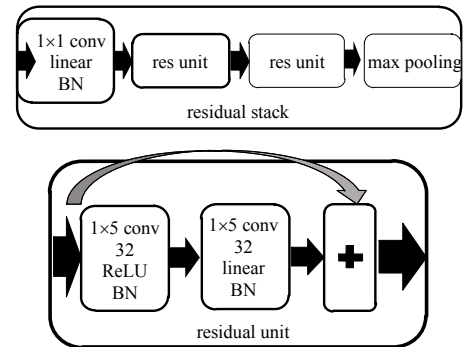 1×1 conv
linear
BN
res unit
res unit
max pooling
residual stack
1×5 conv
32
ReLU
BN
1×5 conv
32
linear
BN
+
residual unit